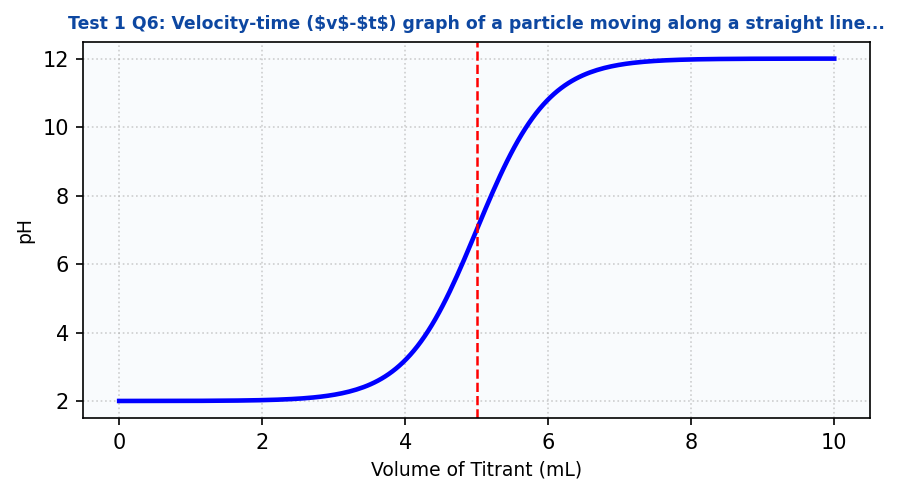 Test 1 Q6: Velocity-time ($v$-$t$) graph of a particle moving along a straight line...
12
10
8
6
4
2
pH
0 2 4 6 8 10
Volume of Titrant (mL)